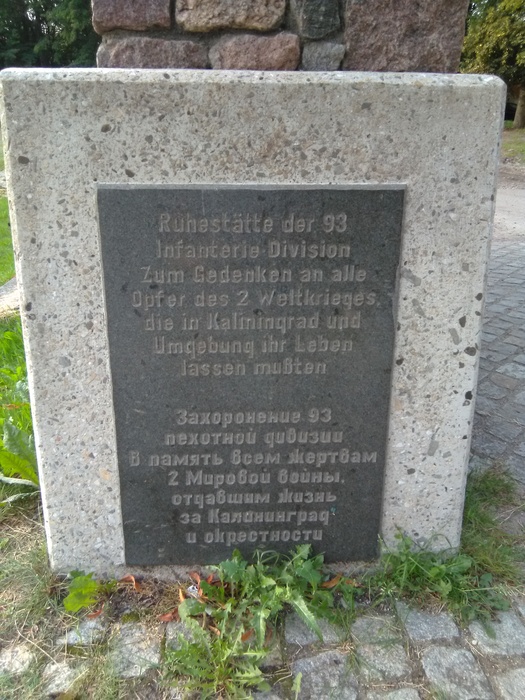 Ruhestätte der 93
Infanterie-Division
Zum Gedenken an alle
Opfer des 2 Weltkrieges,
die in Kaliningrad und
Umgebung ihr Leben
lassen mußten
Захоронение 93
пехотной дивизии
в память всем жертвам
2 Мировой войны,
отдавшим жизнь
за Калининград
и окрестности